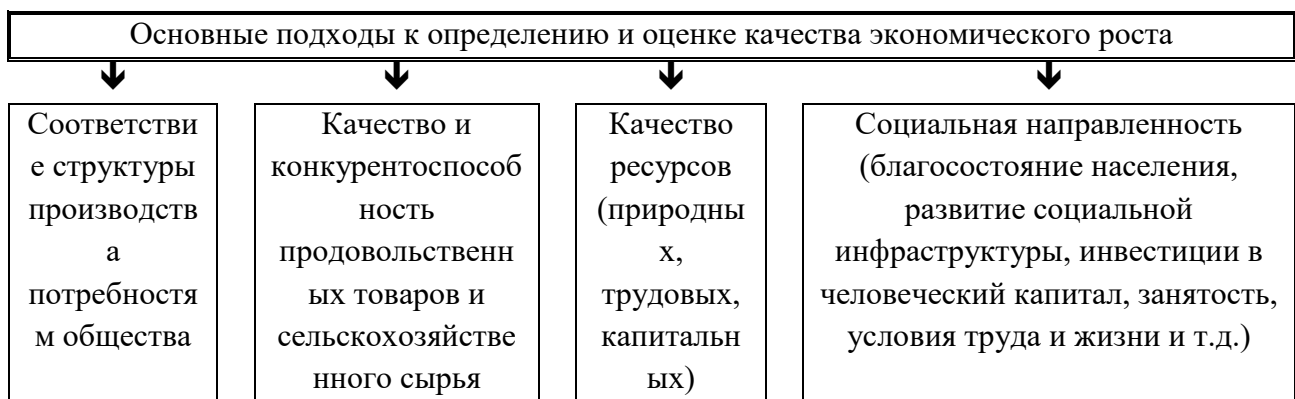 Основные подходы к определению и оценке качества экономического роста
Соответстви
е структуры
производств
а
потребностя
м общества
Качество и
конкурентоспособ
ность
продовольственн
ых товаров и
сельскохозяйстве
нного сырья
Качество
ресурсов
(природны
х,
трудовых,
капитальн
ых)
Социальная направленность
(благосостояние населения,
развитие социальной
инфраструктуры, инвестиции в
человеческий капитал, занятость,
условия труда и жизни и т.д.)